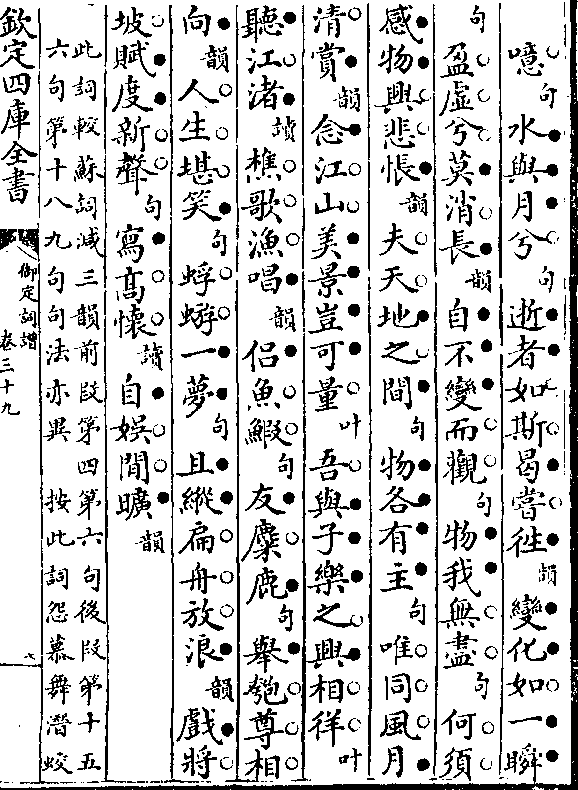 噫句水與月兮句逝者如斯曷嘗徃韻變化如一瞬
句盈虛兮莫消長韻自不變而觀句物我無盡句何須
感物興悲悵韻夫天地之間句物各有主句唯同風月
清賞韻念江山美景豈可量叶吾與子樂之興相徉叶
聽江渚讀樵歌漁唱韻侶魚鰕句友麋鹿句舉匏尊相
向韻人生堪笑句蜉蝣一夢句且縱扁舟放浪韻戲將
坡賦度新聲句寫高懷讀自娛閒曠韻
此詞較蘇詞減三韻前段第四第六句後段第十五
六句第十八九句句法亦異 按此詞怨慕舞潛蛟
欽定四庫全書 御定詞譜 卷三十九